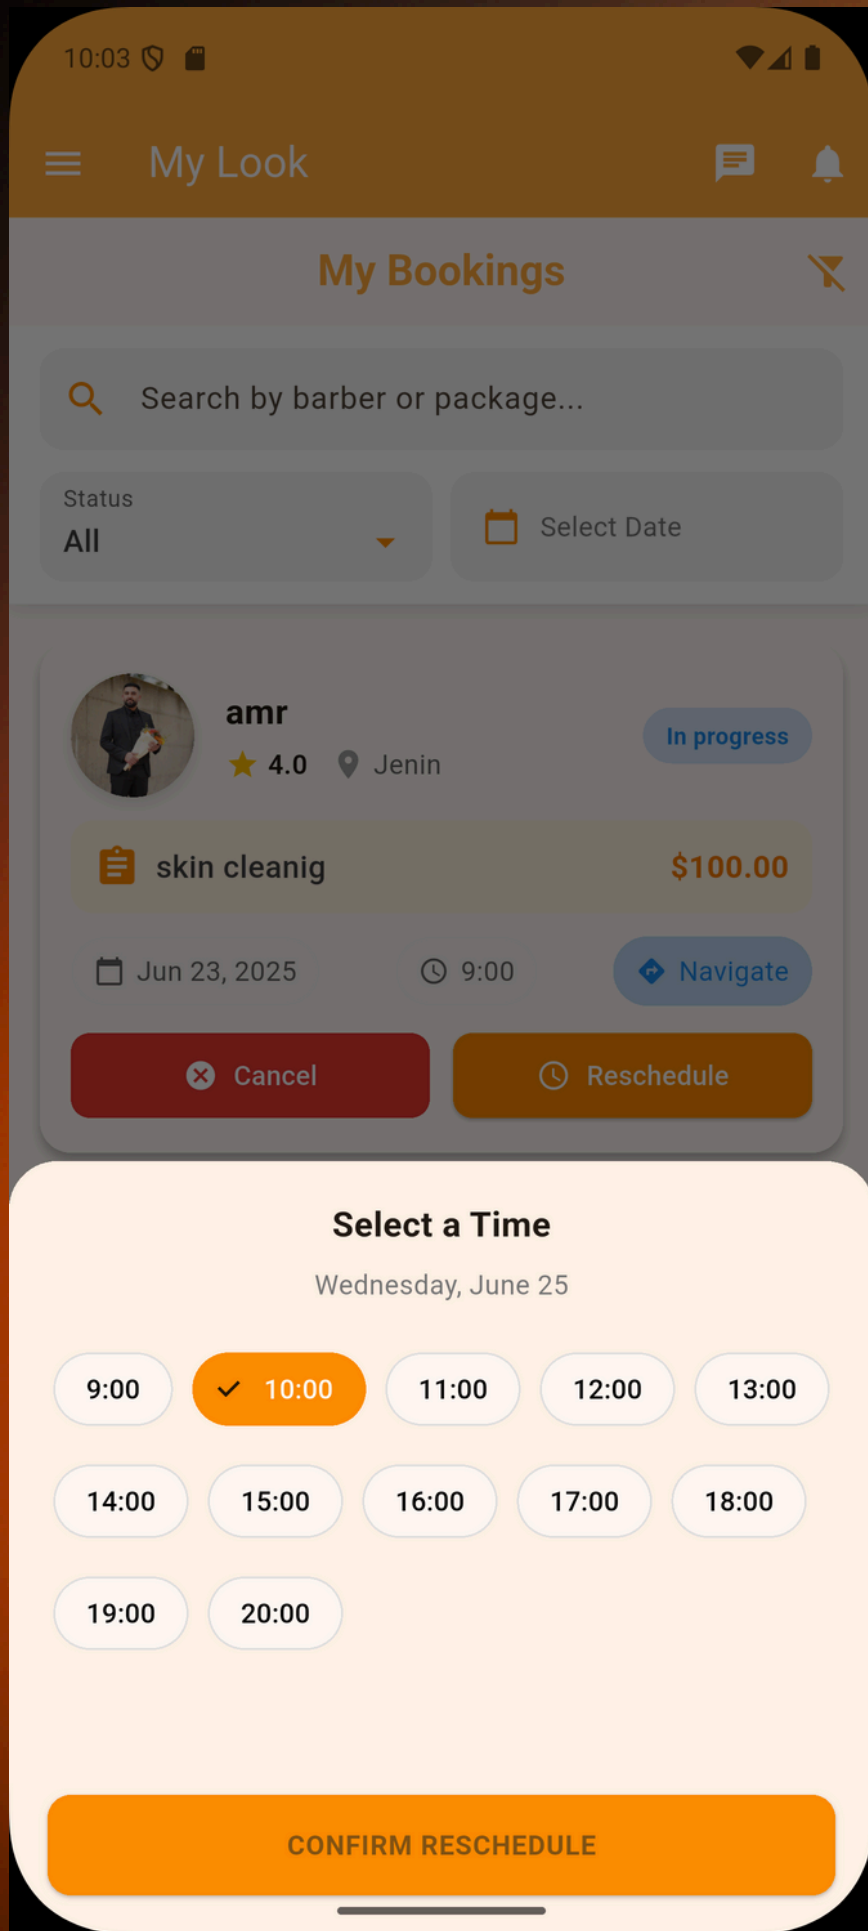 10:03
My Look
My Bookings
Search by barber or package...
Status
All
Select Date
amr
4.0 Jenin
In progress
skin cleanig $100.00
Jun 23, 2025 9:00 Navigate
Cancel Reschedule
Select a Time
Wednesday, June 25
9:00 10:00 11:00 12:00 13:00
14:00 15:00 16:00 17:00 18:00
19:00 20:00
CONFIRM RESCHEDULE